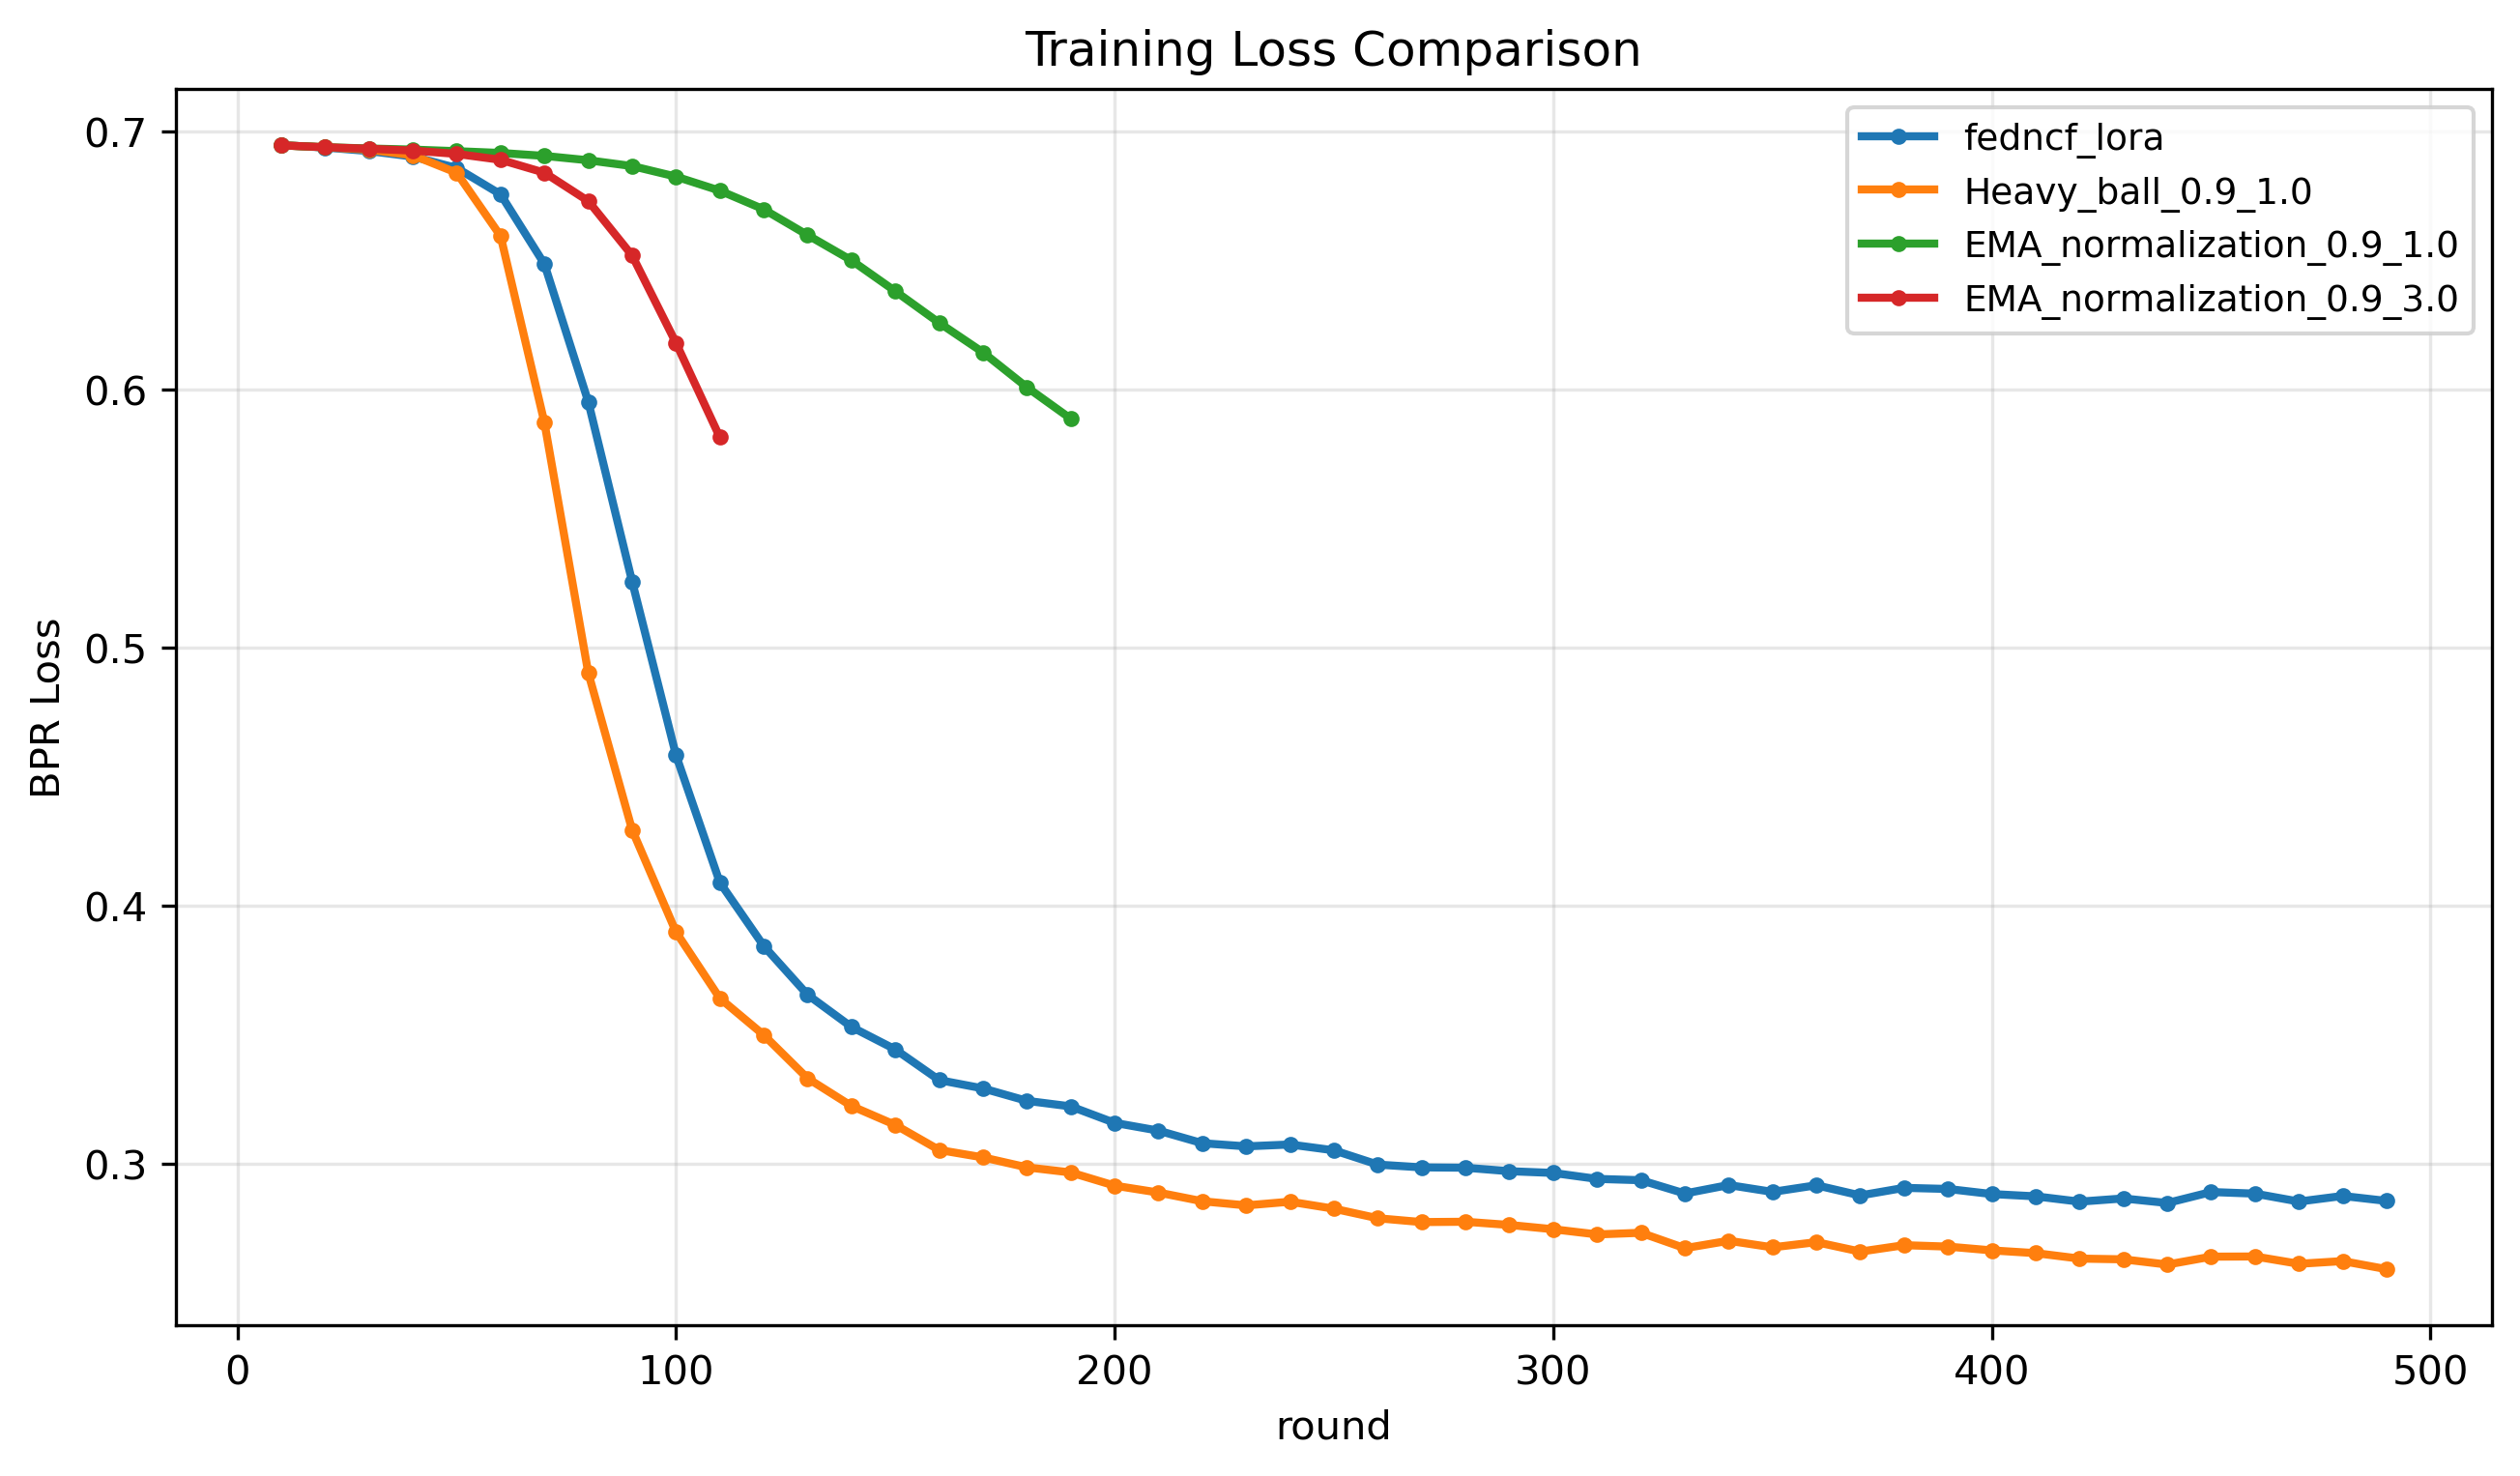 Training Loss Comparison
fedncf_lora
Heavy_ball_0.9_1.0
EMA_normalization_0.9_1.0
EMA_normalization_0.9_3.0
BPR Loss
0.7
0.6
0.5
0.4
0.3
0 100 200 300 400 500
round